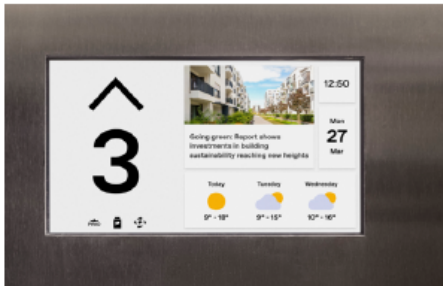 3
Going green: Report shows
investments in building
sustainability reaching new heights
12:50
Mon
27
Mar
Today
Tuesday
Wednesday
9° - 18°
9° - 15°
10° - 16°